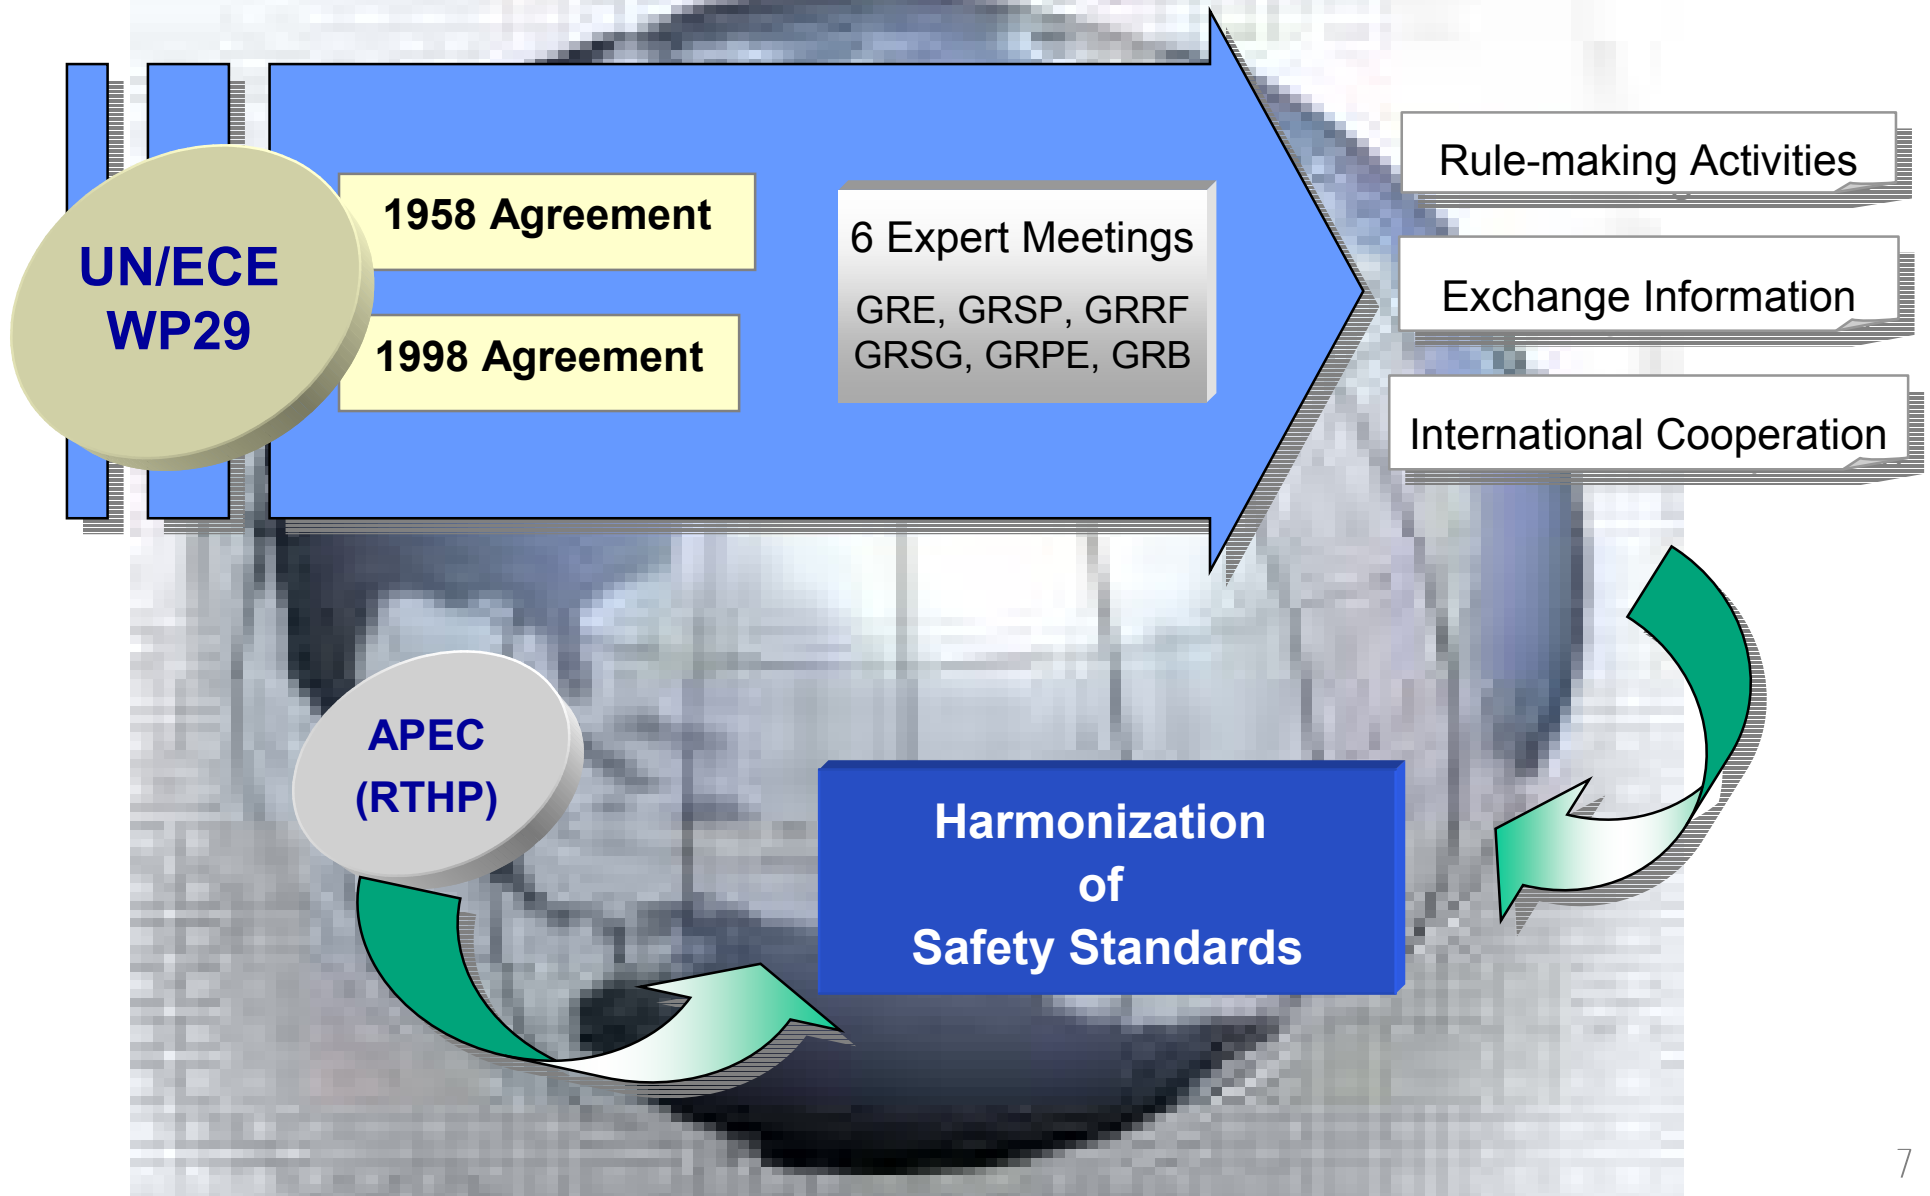 UN/ECE
WP29
1958 Agreement
1998 Agreement
6 Expert Meetings
GRE, GRSP, GRRF
GRSG, GRPE, GRB
Rule-making Activities
Exchange Information
International Cooperation
APEC
(RTHP)
Harmonization
of
Safety Standards
7